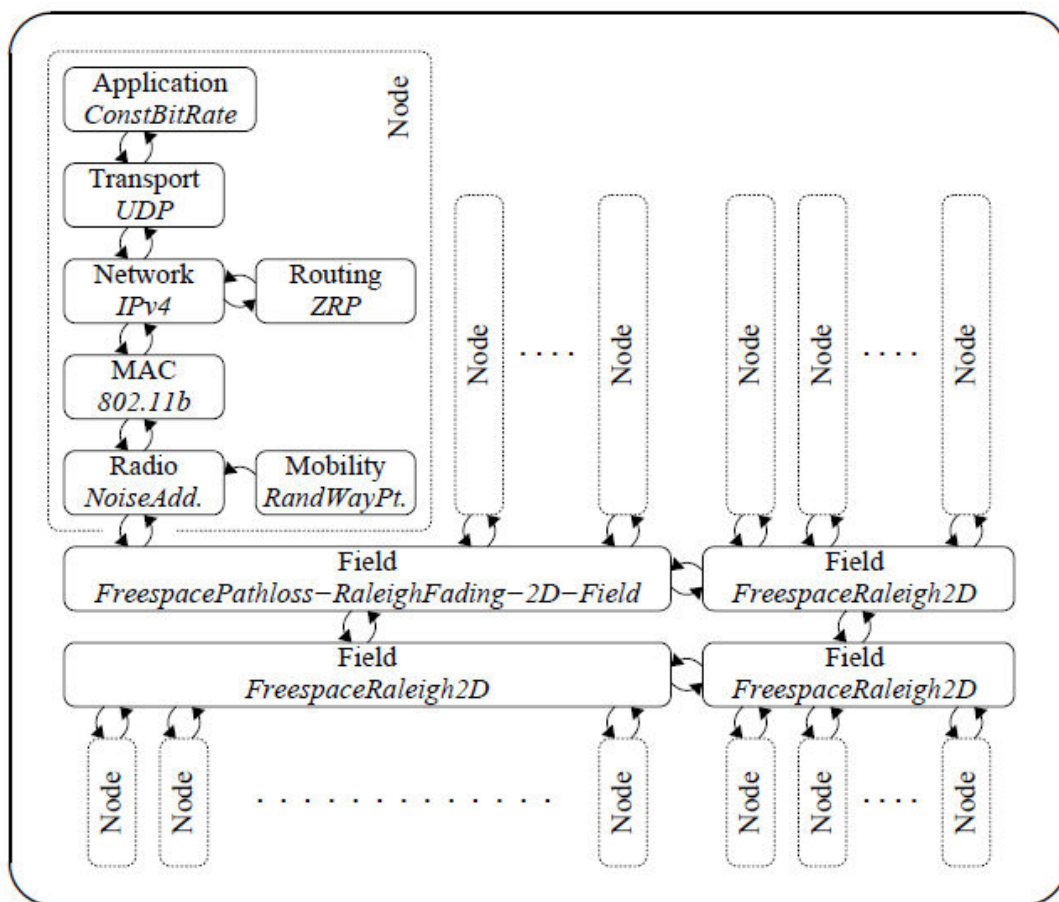 Application
ConstBitRate
Node
Transport
UDP
Network
IPv4
Routing
ZRP
MAC
802.11b
Radio
NoiseAdd.
Mobility
RandWayPt.
Node
. . . .
Node
Node
Node
. . . .
Node
Field
FreespacePathloss-RaleighFading-2D-Field
Field
FreespaceRaleigh2D
Field
FreespaceRaleigh2D
Field
FreespaceRaleigh2D
Node
Node
. . . . . . . . . . . . .
Node
Node
Node
. . . .
Node